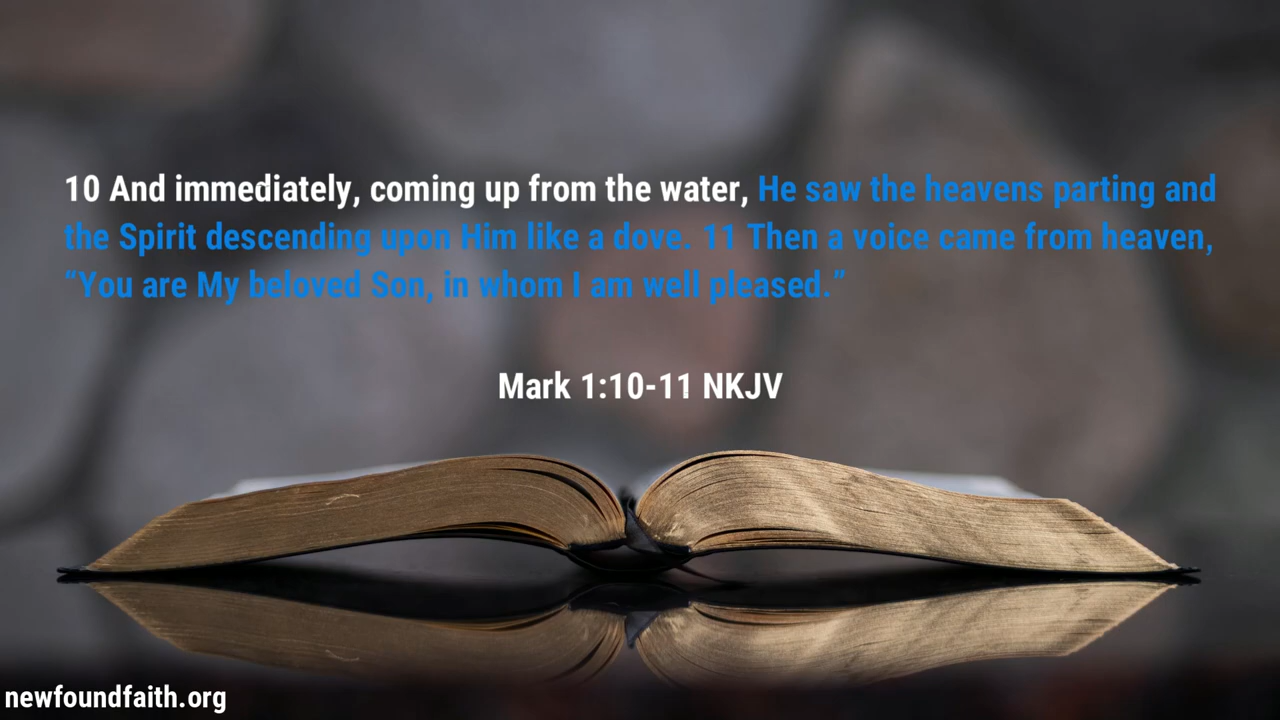 10 And immediately, coming up from the water, He saw the heavens parting and
the Spirit descending upon Him like a dove. 11 Then a voice came from heaven,
“You are My beloved Son, in whom I am well pleased.”
Mark 1:10-11 NKJV
newfoundfaith.org